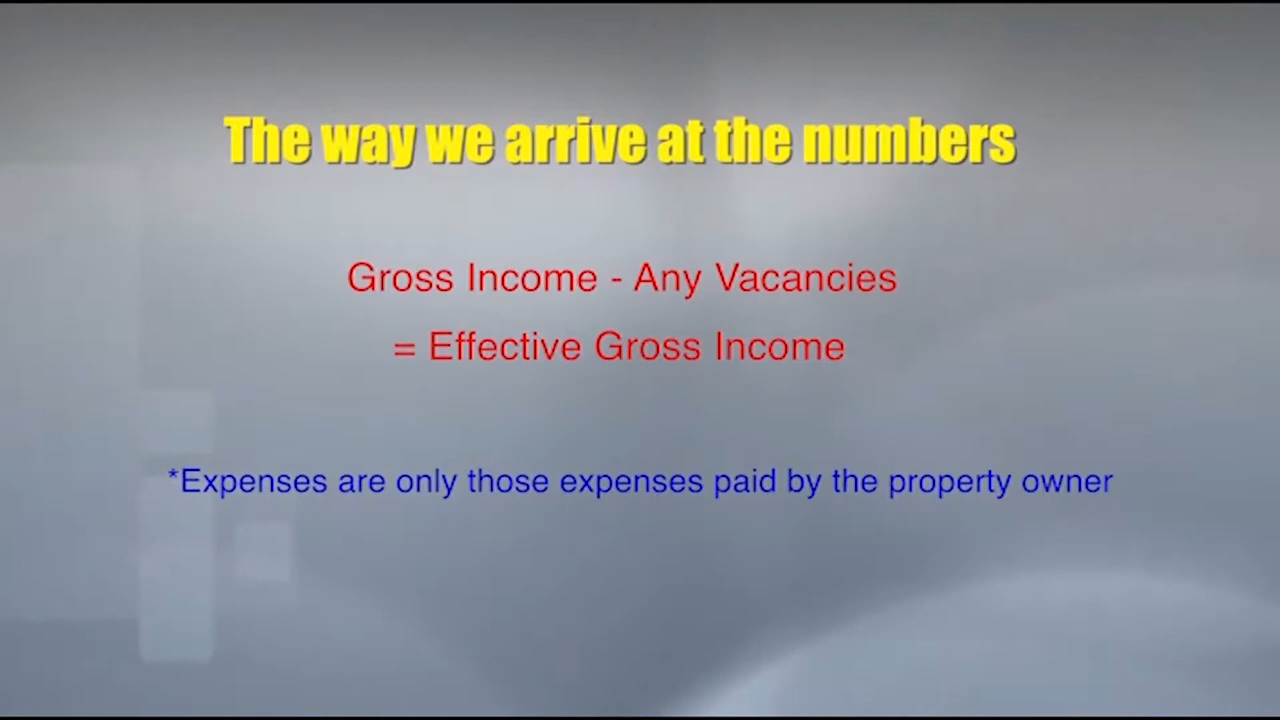 The way we arrive at the numbers
Gross Income - Any Vacancies
= Effective Gross Income
*Expenses are only those expenses paid by the property owner